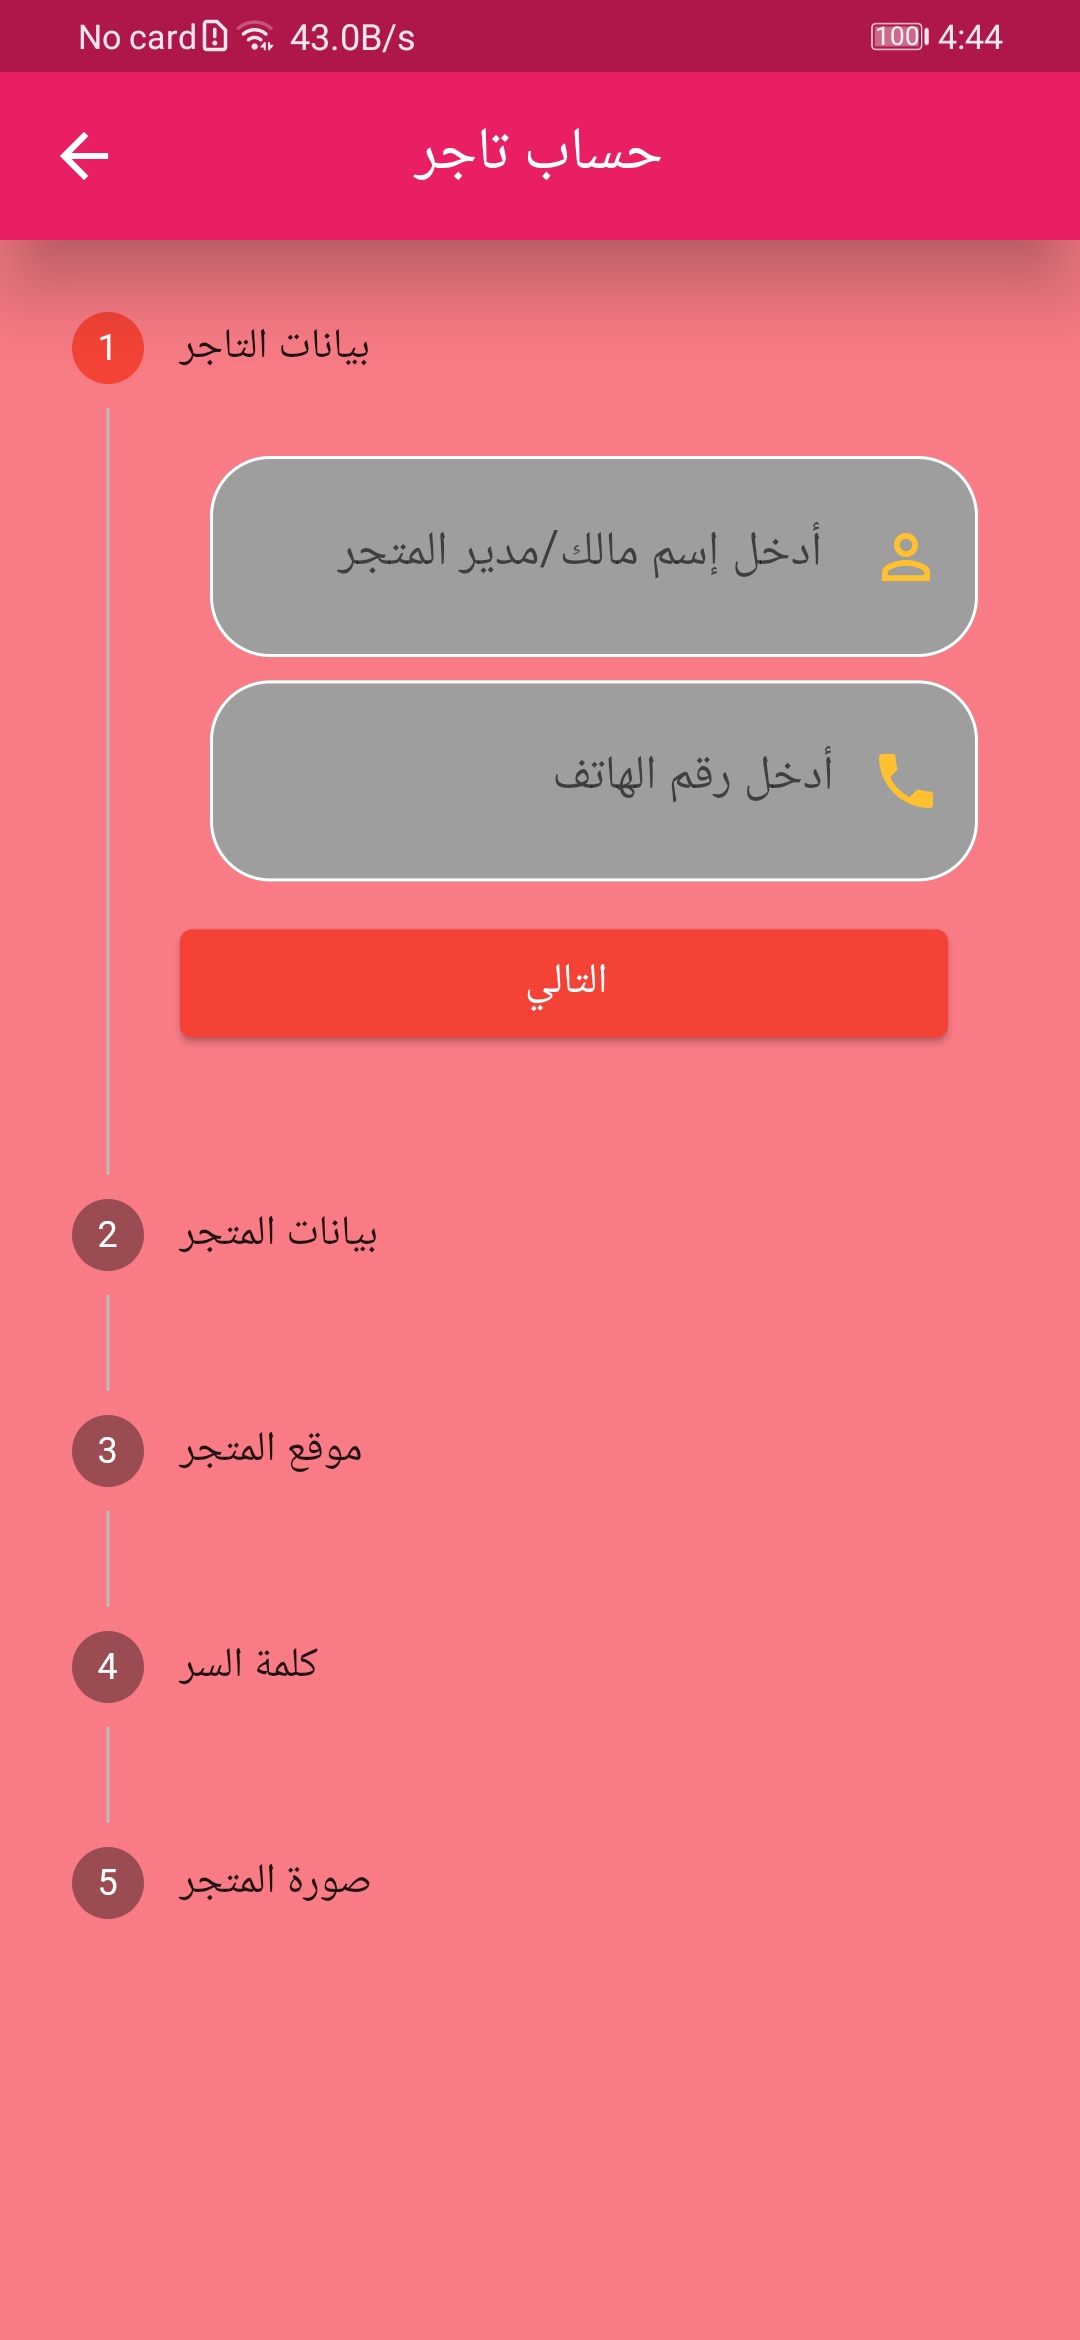 No card 43.0B/s 100 4:44
حساب تاجر
1 بيانات التاجر
أدخل إسم مالك/مدير المتجر
أدخل رقم الهاتف
التالي
2 بيانات المتجر
3 موقع المتجر
4 كلمة السر
5 صورة المتجر